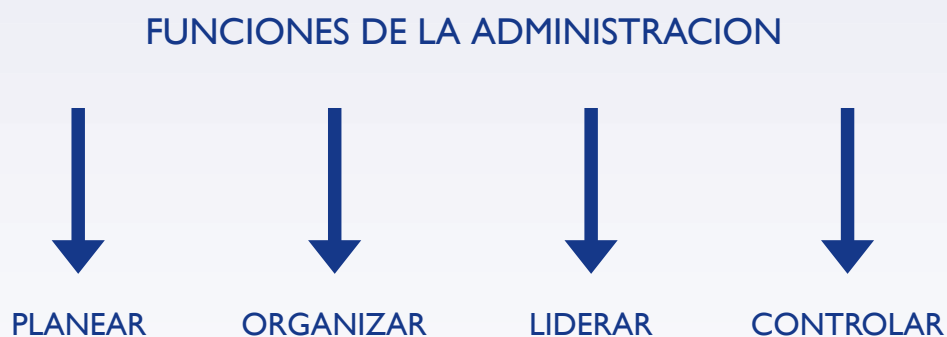 FUNCIONES DE LA ADMINISTRACION
PLANEAR ORGANIZAR LIDERAR CONTROLAR